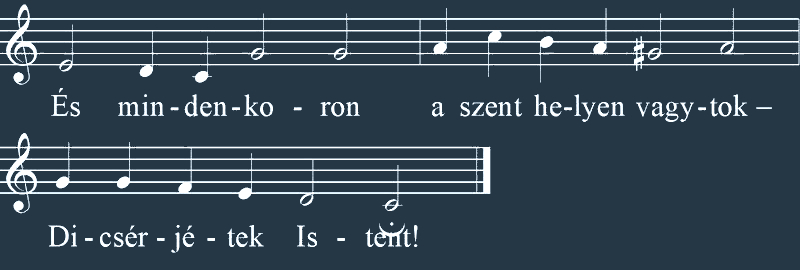 És min-den-ko - ron a szent he-lyen vagy-tok –
Di - csér - jé - tek Is - tent!